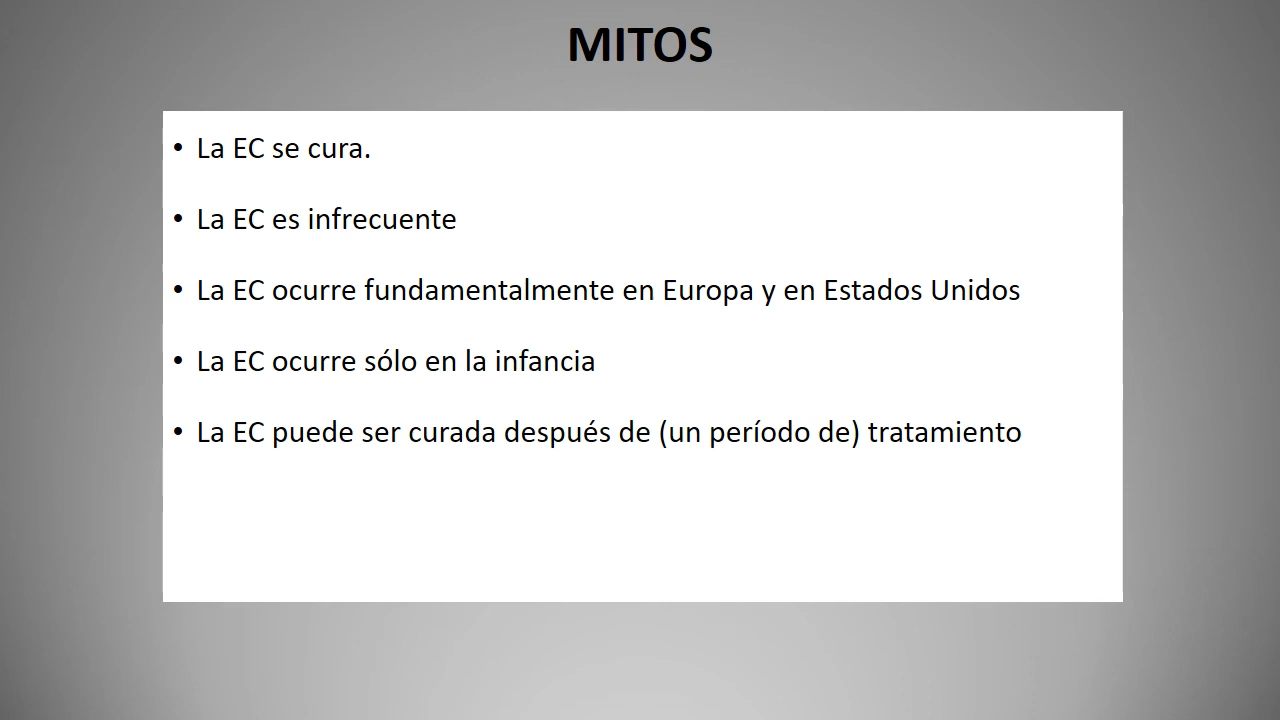 MITOS
• La EC se cura.
• La EC es infrecuente
• La EC ocurre fundamentalmente en Europa y en Estados Unidos
• La EC ocurre sólo en la infancia
• La EC puede ser curada después de (un período de) tratamiento